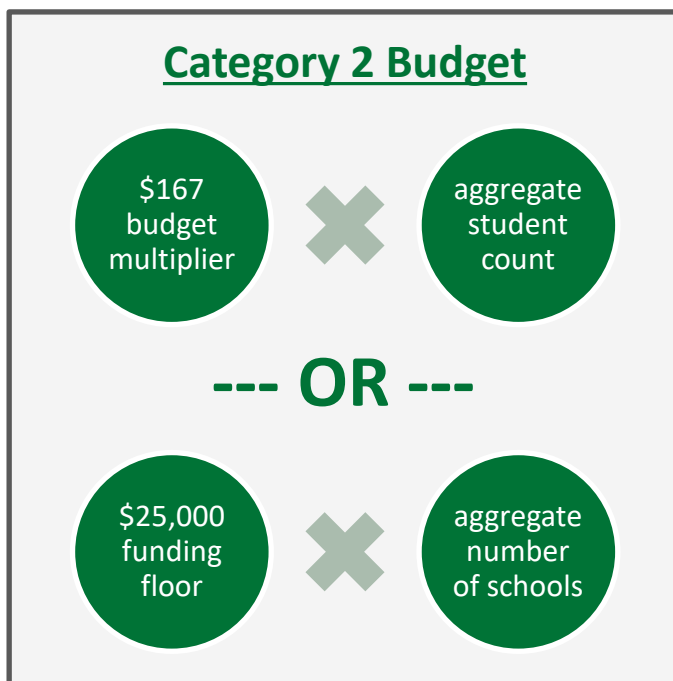 Category 2 Budget
$167
budget
multiplier
aggregate
student
count
--- OR ---
$25,000
funding
floor
aggregate
number
of schools